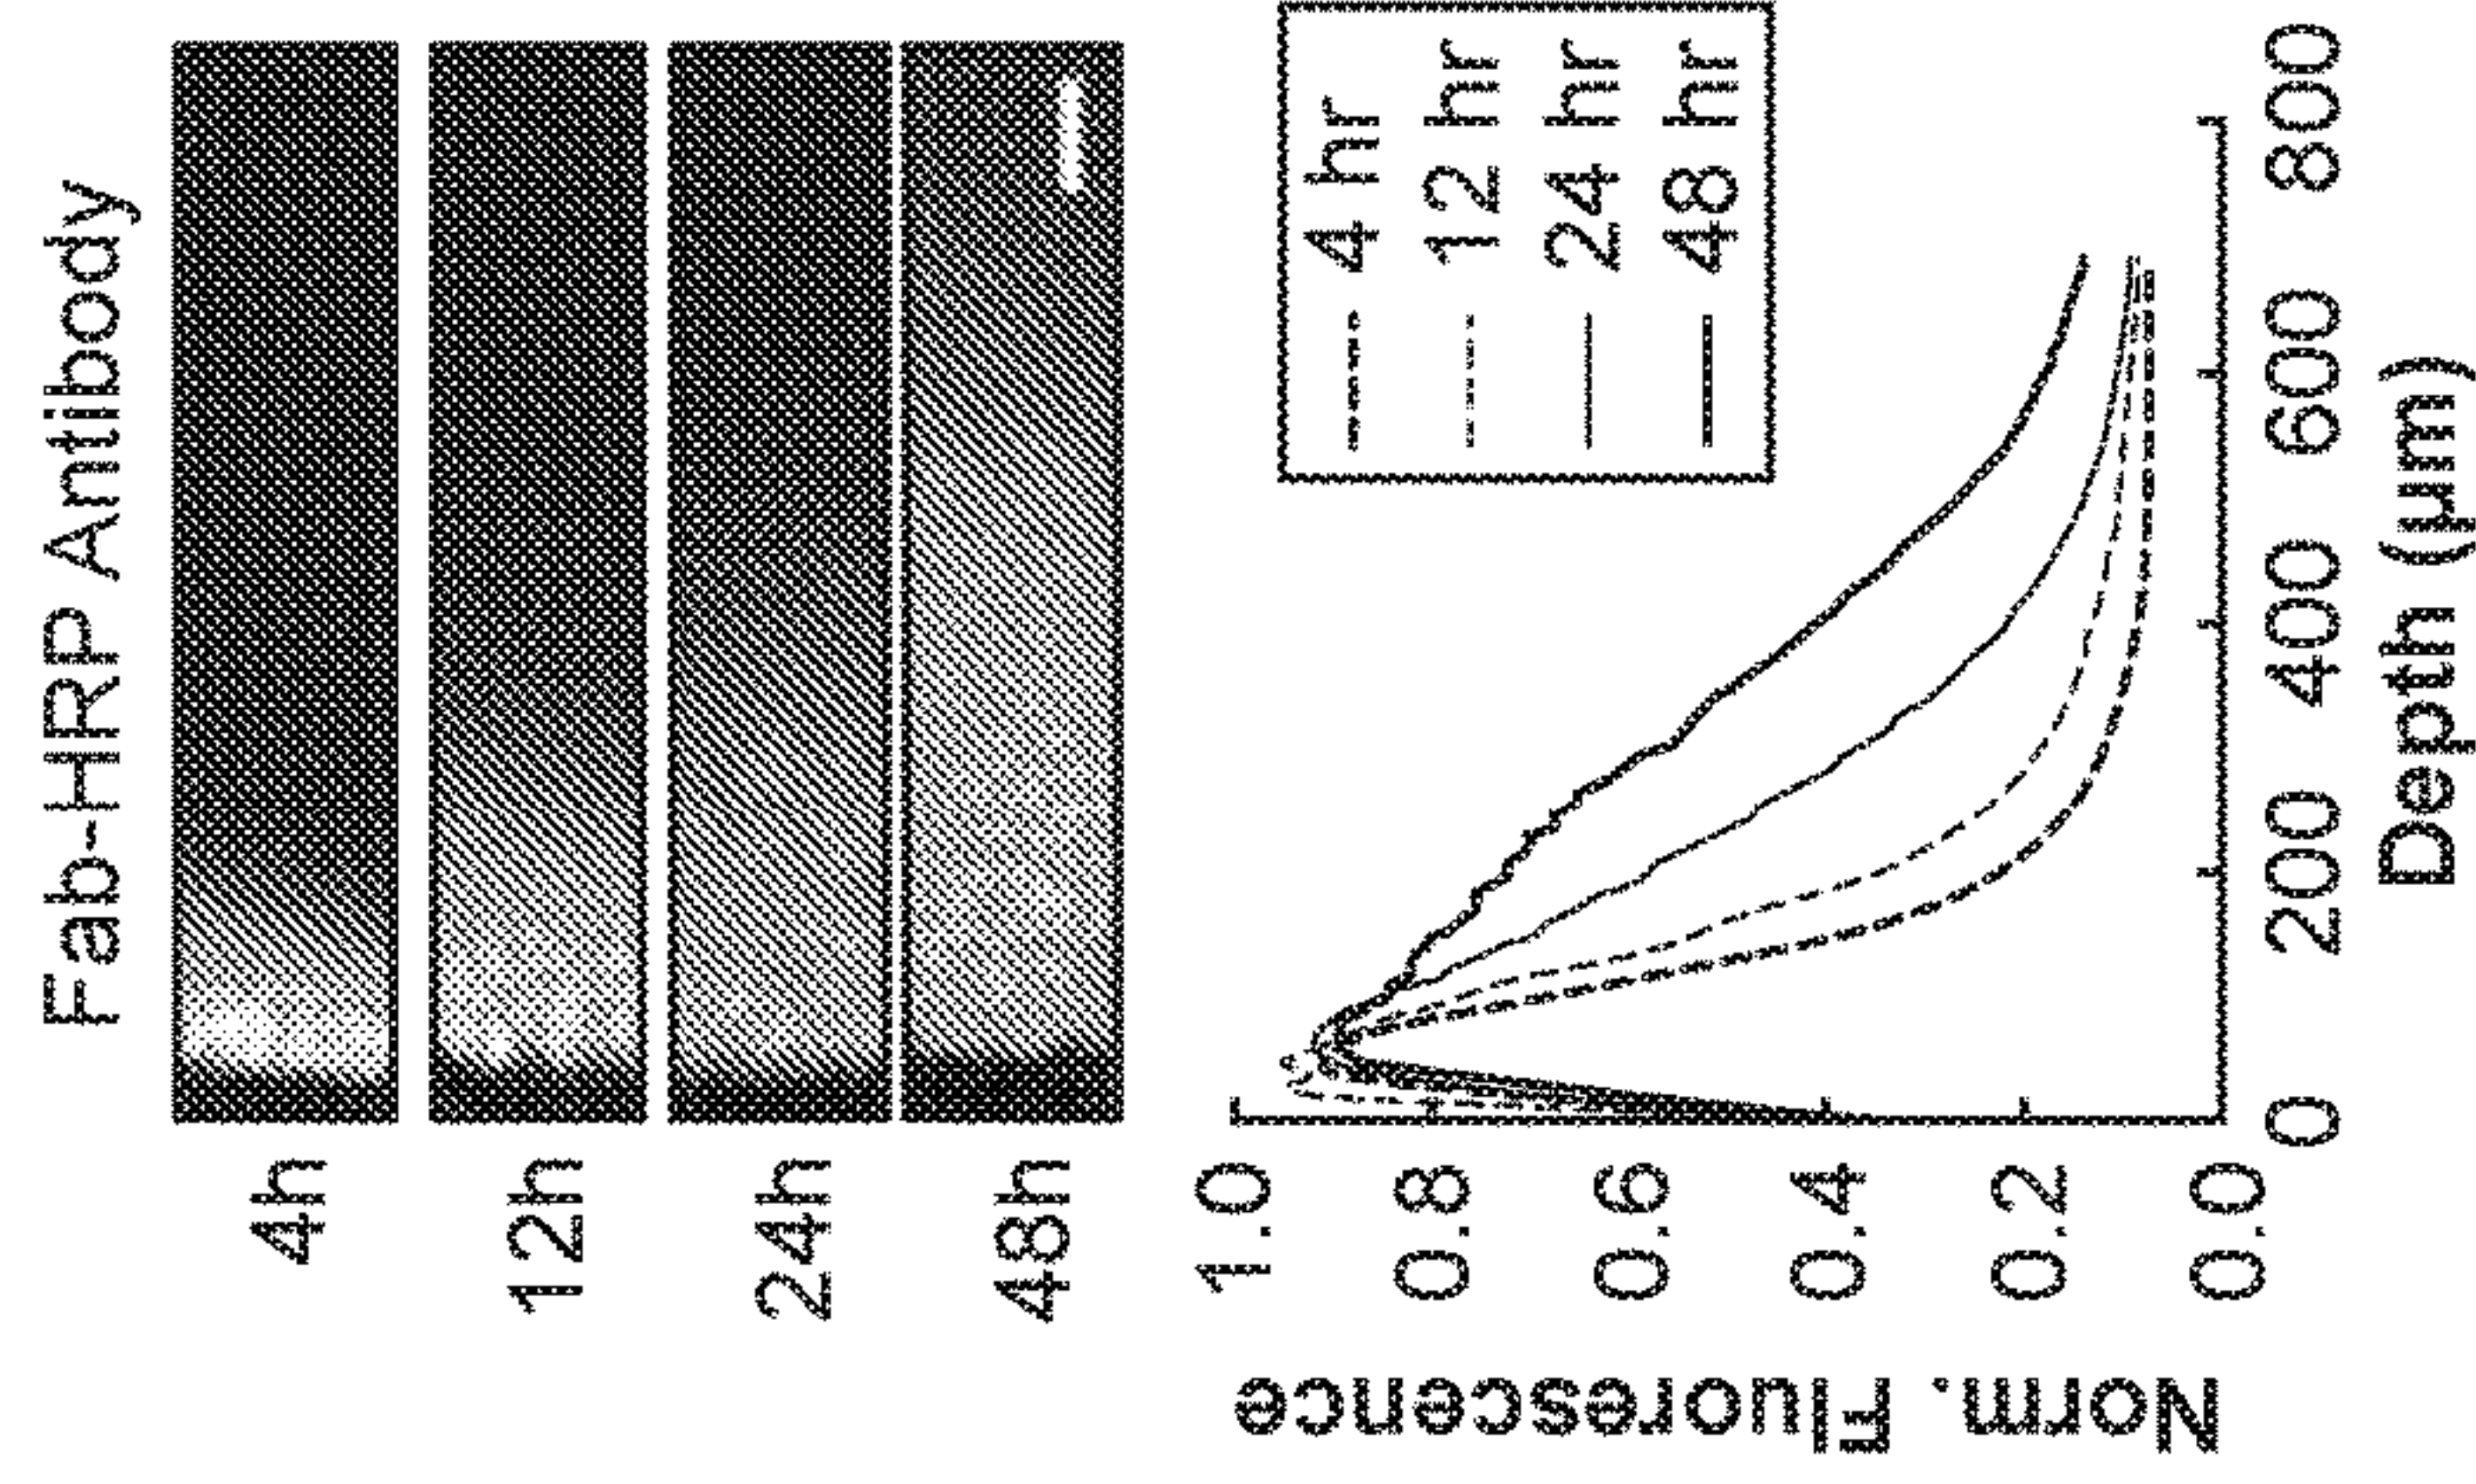 Fab-HRP Antibody
4h
12h
24h
48h
4 hr
12 hr
24 hr
48 hr
1.0
0.8
0.6
0.4
0.2
0.0
Norm. Fluorescence
0 200 400 600 800
Depth (µm)